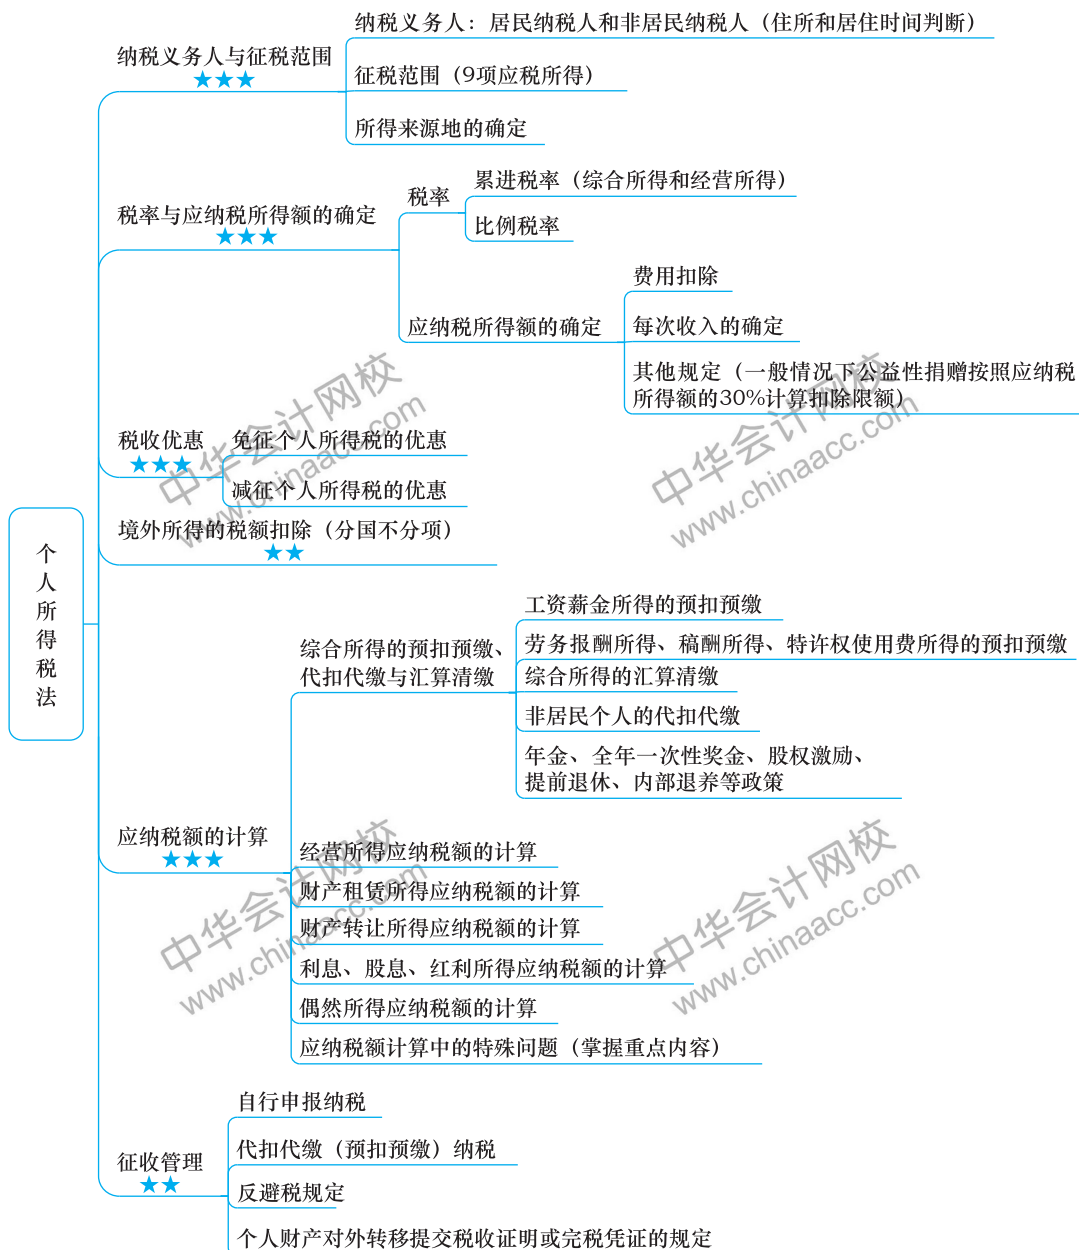 个人所得税法
纳税义务人与征税范围
★★★
纳税义务人：居民纳税人和非居民纳税人（住所和居住时间判断）
征税范围（9项应税所得）
所得来源地的确定
税率与应纳税所得额的确定
★★★
税率
累进税率（综合所得和经营所得）
比例税率
应纳税所得额的确定
费用扣除
每次收入的确定
其他规定（一般情况下公益性捐赠按照应纳税
所得额的30%计算扣除限额）
税收优惠
★★★
免征个人所得税的优惠
减征个人所得税的优惠
境外所得的税额扣除（分国不分项）
★★
应纳税额的计算
★★★
综合所得的预扣预缴、
代扣代缴与汇算清缴
工资薪金所得的预扣预缴
劳务报酬所得、稿酬所得、特许权使用费所得的预扣预缴
综合所得的汇算清缴
非居民个人的代扣代缴
年金、全年一次性奖金、股权激励、
提前退休、内部退养等政策
经营所得应纳税额的计算
财产租赁所得应纳税额的计算
财产转让所得应纳税额的计算
利息、股息、红利所得应纳税额的计算
偶然所得应纳税额的计算
应纳税额计算中的特殊问题（掌握重点内容）
征收管理
★★
自行申报纳税
代扣代缴（预扣预缴）纳税
反避税规定
个人财产对外转移提交税收证明或完税凭证的规定
中华会计网校
www.chinaacc.com
中华会计网校
www.chinaacc.com
中华会计网校
www.chinaacc.com
中华会计网校
www.chinaacc.com